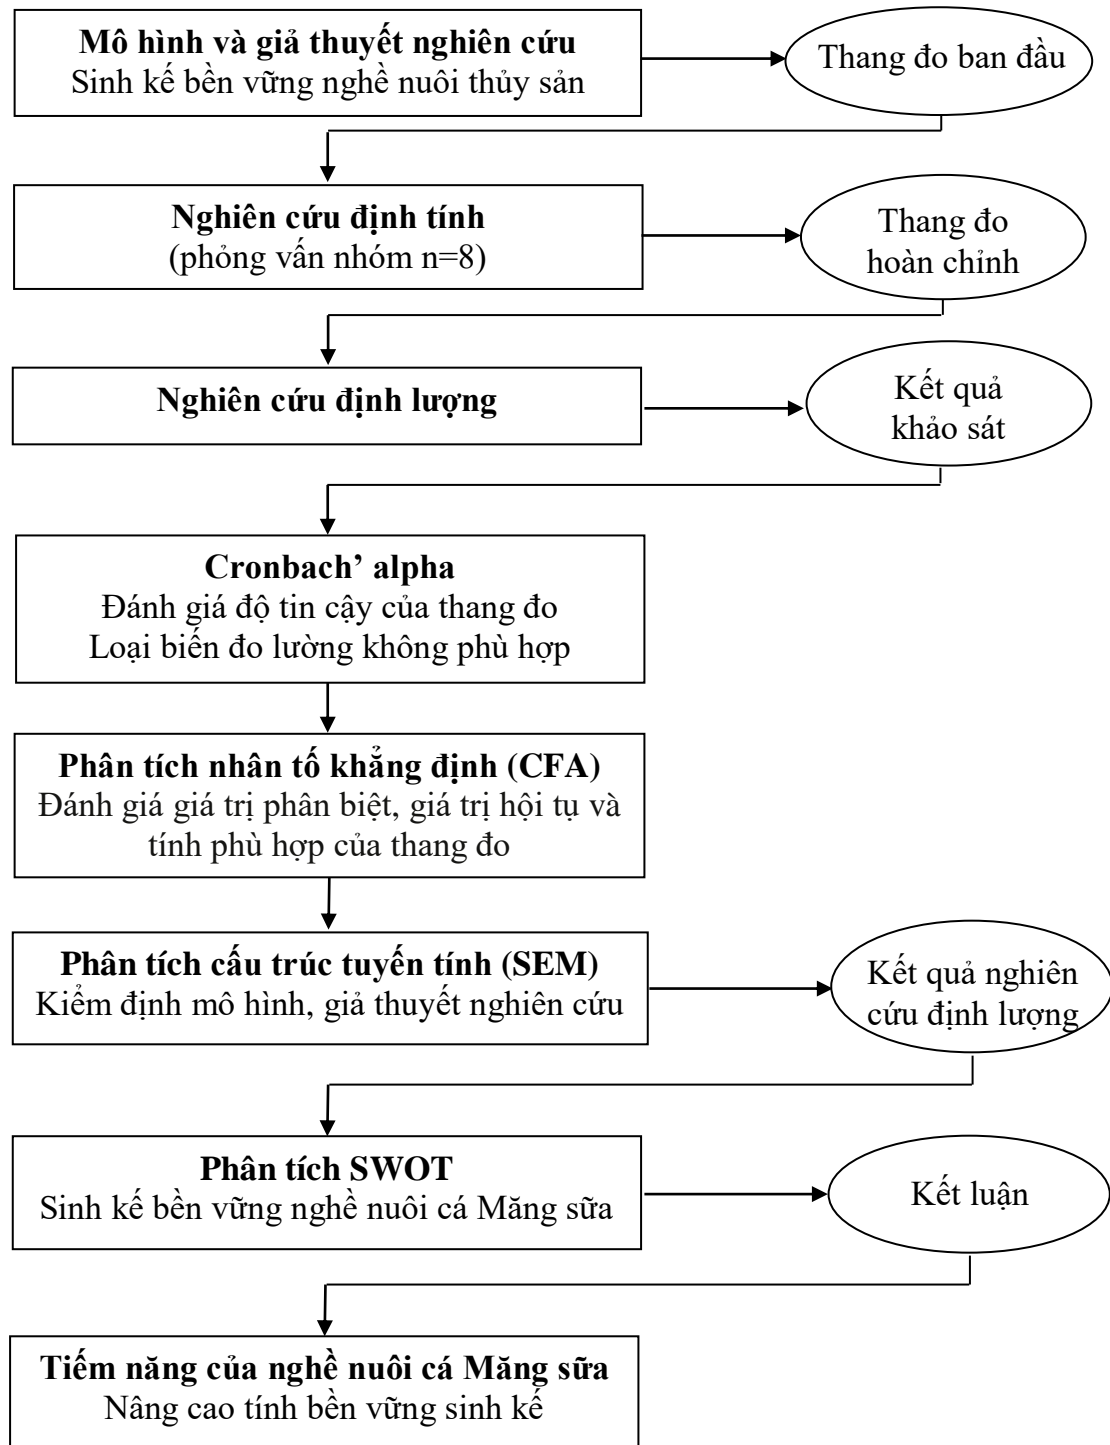 Mô hình và giả thuyết nghiên cứu
Sinh kế bền vững nghề nuôi thủy sản
Thang đo ban đầu
Nghiên cứu định tính
(phỏng vấn nhóm n=8)
Thang đo
hoàn chỉnh
Nghiên cứu định lượng
Kết quả
khảo sát
Cronbach’ alpha
Đánh giá độ tin cậy của thang đo
Loại biến đo lường không phù hợp
Phân tích nhân tố khẳng định (CFA)
Đánh giá giá trị phân biệt, giá trị hội tụ và
tính phù hợp của thang đo
Phân tích cấu trúc tuyến tính (SEM)
Kiểm định mô hình, giả thuyết nghiên cứu
Kết quả nghiên
cứu định lượng
Phân tích SWOT
Sinh kế bền vững nghề nuôi cá Măng sữa
Kết luận
Tiếm năng của nghề nuôi cá Măng sữa
Nâng cao tính bền vững sinh kế